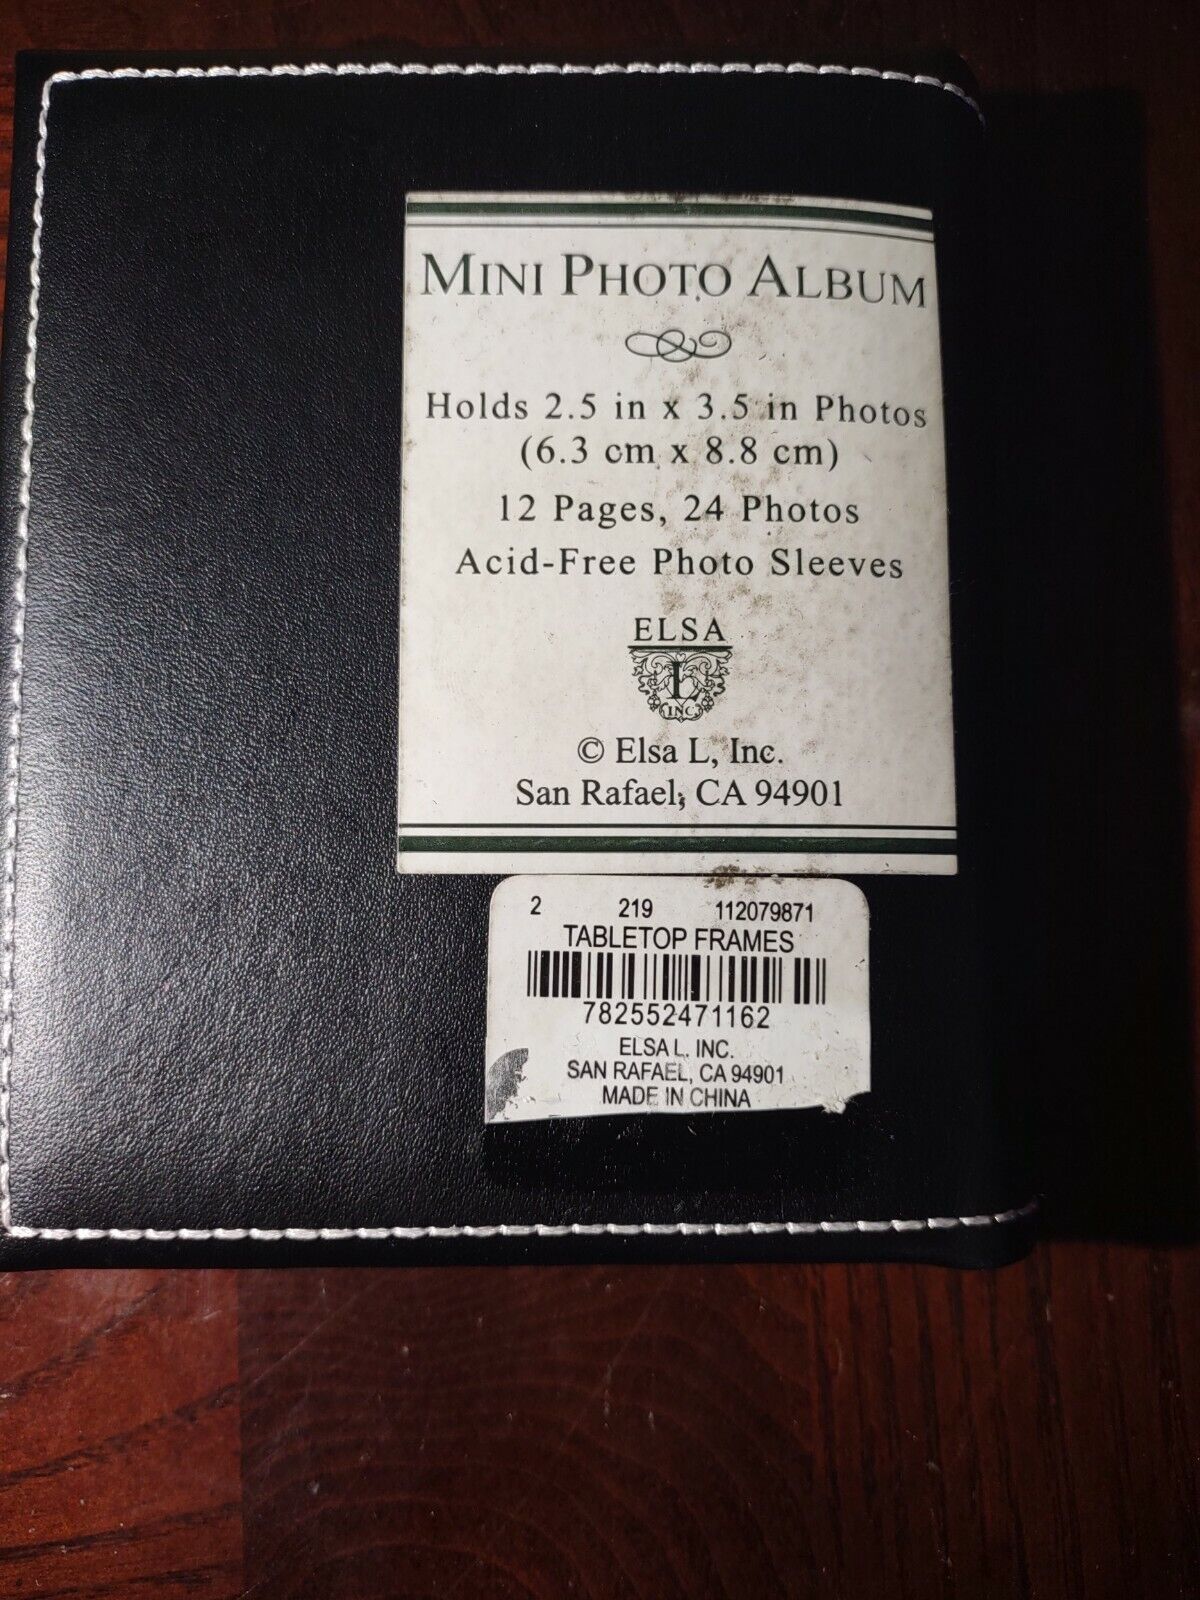 MINI PHOTO ALBUM
Holds 2.5 in x 3.5 in Photos
(6.3 cm x 8.8 cm)
12 Pages, 24 Photos
Acid-Free Photo Sleeves
ELSA
L
INC
© Elsa L, Inc.
San Rafael, CA 94901
2 219 112079871
TABLETOP FRAMES
782552471162
ELSA L. INC.
SAN RAFAEL, CA 94901
MADE IN CHINA